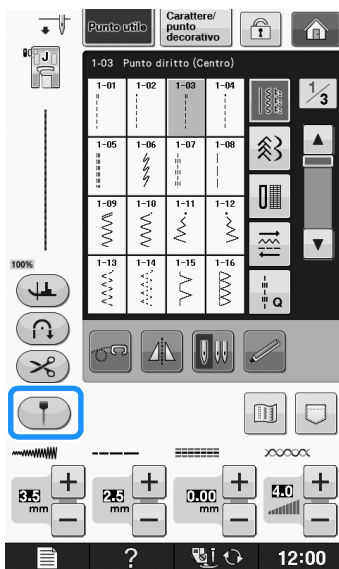 Punto utile
Carattere/
punto
decorativo
J
1-03 Punto diritto (Centro)
1-01 1-02 1-03 1-04
1/3
1-05 1-06 1-07 1-08
1-09 1-10 1-11 1-12
1-13 1-14 1-15 1-16
Q
100%
3.5 mm
2.5 mm
0.00 mm
4.0
?
12:00